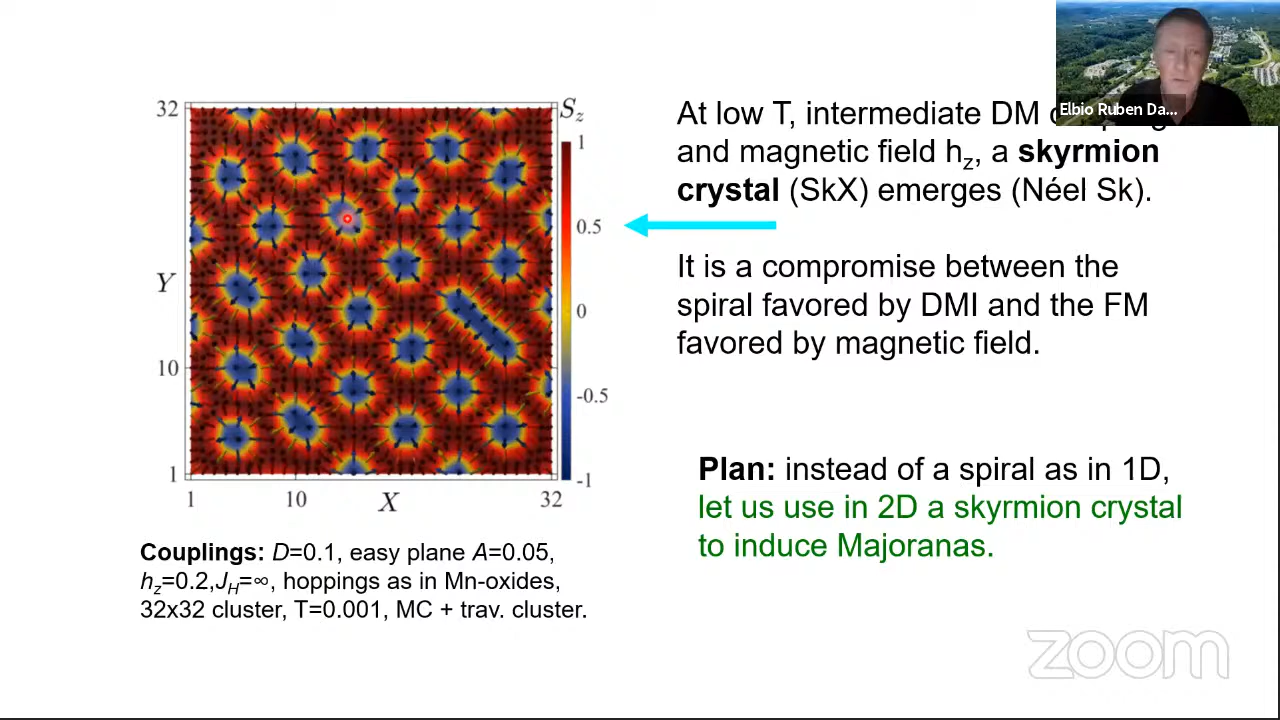 Elbio Ruben Da...
At low T, intermediate DM
and magnetic field hz, a skyrmion
crystal (SkX) emerges (Néel Sk).
It is a compromise between the
spiral favored by DMI and the FM
favored by magnetic field.
Plan: instead of a spiral as in 1D,
let us use in 2D a skyrmion crystal
to induce Majoranas.
32
Y
10
1
1
10
X
32
Sz
1
0.5
0
-0.5
-1
Couplings: D=0.1, easy plane A=0.05,
hz=0.2,JH=∞, hoppings as in Mn-oxides,
32x32 cluster, T=0.001, MC + trav. cluster.
zoom